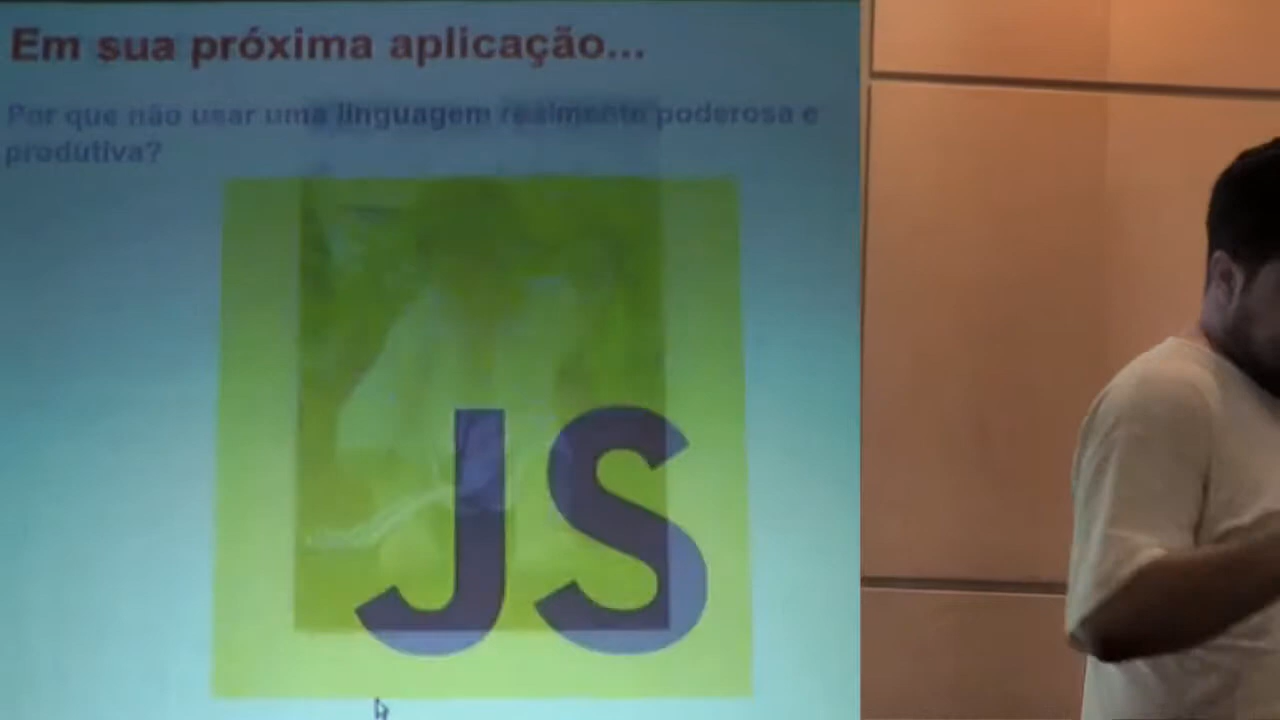 Em sua próxima aplicação...
Por que não usar uma linguagem realmente poderosa e
produtiva?
JS